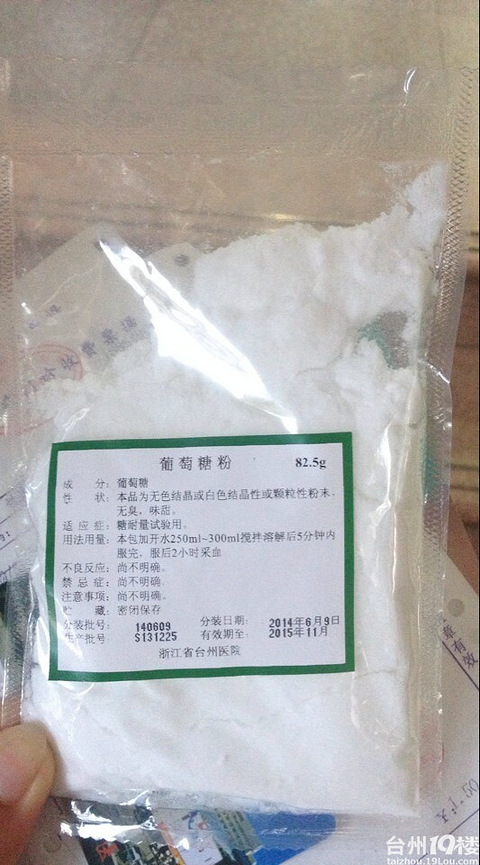 葡萄糖粉 82.5g
成 分：葡萄糖
性 状：本品为无色结晶或白色结晶性或颗粒性粉末、
无臭，味甜。
适应症：糖耐量试验用。
用法用量：本包加开水250ml~300ml搅拌溶解后5分钟内
服完，服后2小时采血
不良反应：尚不明确。
禁忌症：尚不明确。
注意事项：尚不明确。
贮 藏：密闭保存
分装批号： 140609 分装日期： 2014年6月9日
生产批号 S131225 有效期至： 2015年11月
浙江省台州医院
收费票据
章有效
台州19楼
taizhou.19lou.com